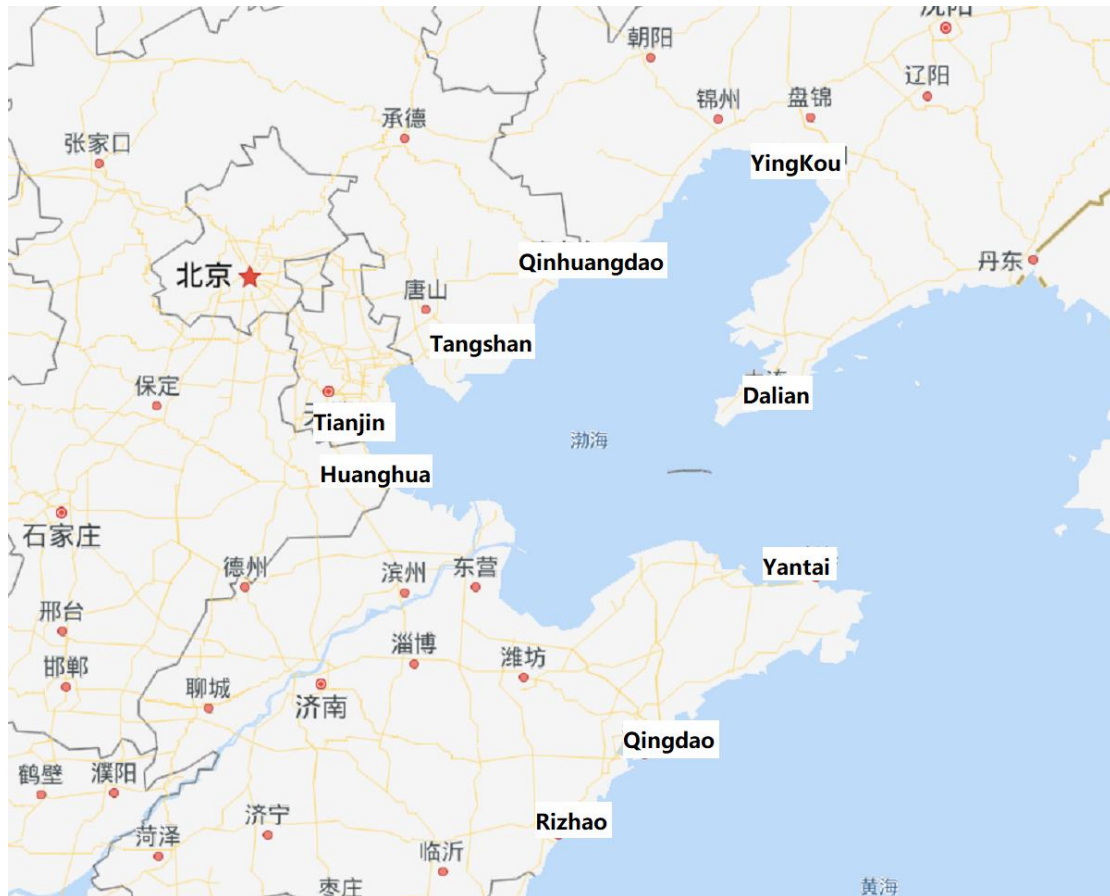 沈阳
朝阳
辽阳
锦州
盘锦
承德
张家口
YingKou
Qinhuangdao
丹东
北京
唐山
Tangshan
保定
Dalian
Tianjin
渤海
Huanghua
石家庄
德州
滨州
东营
Yantai
邢台
淄博
潍坊
邯郸
聊城
济南
Qingdao
鹤壁
濮阳
济宁
Rizhao
菏泽
临沂
枣庄
黄海